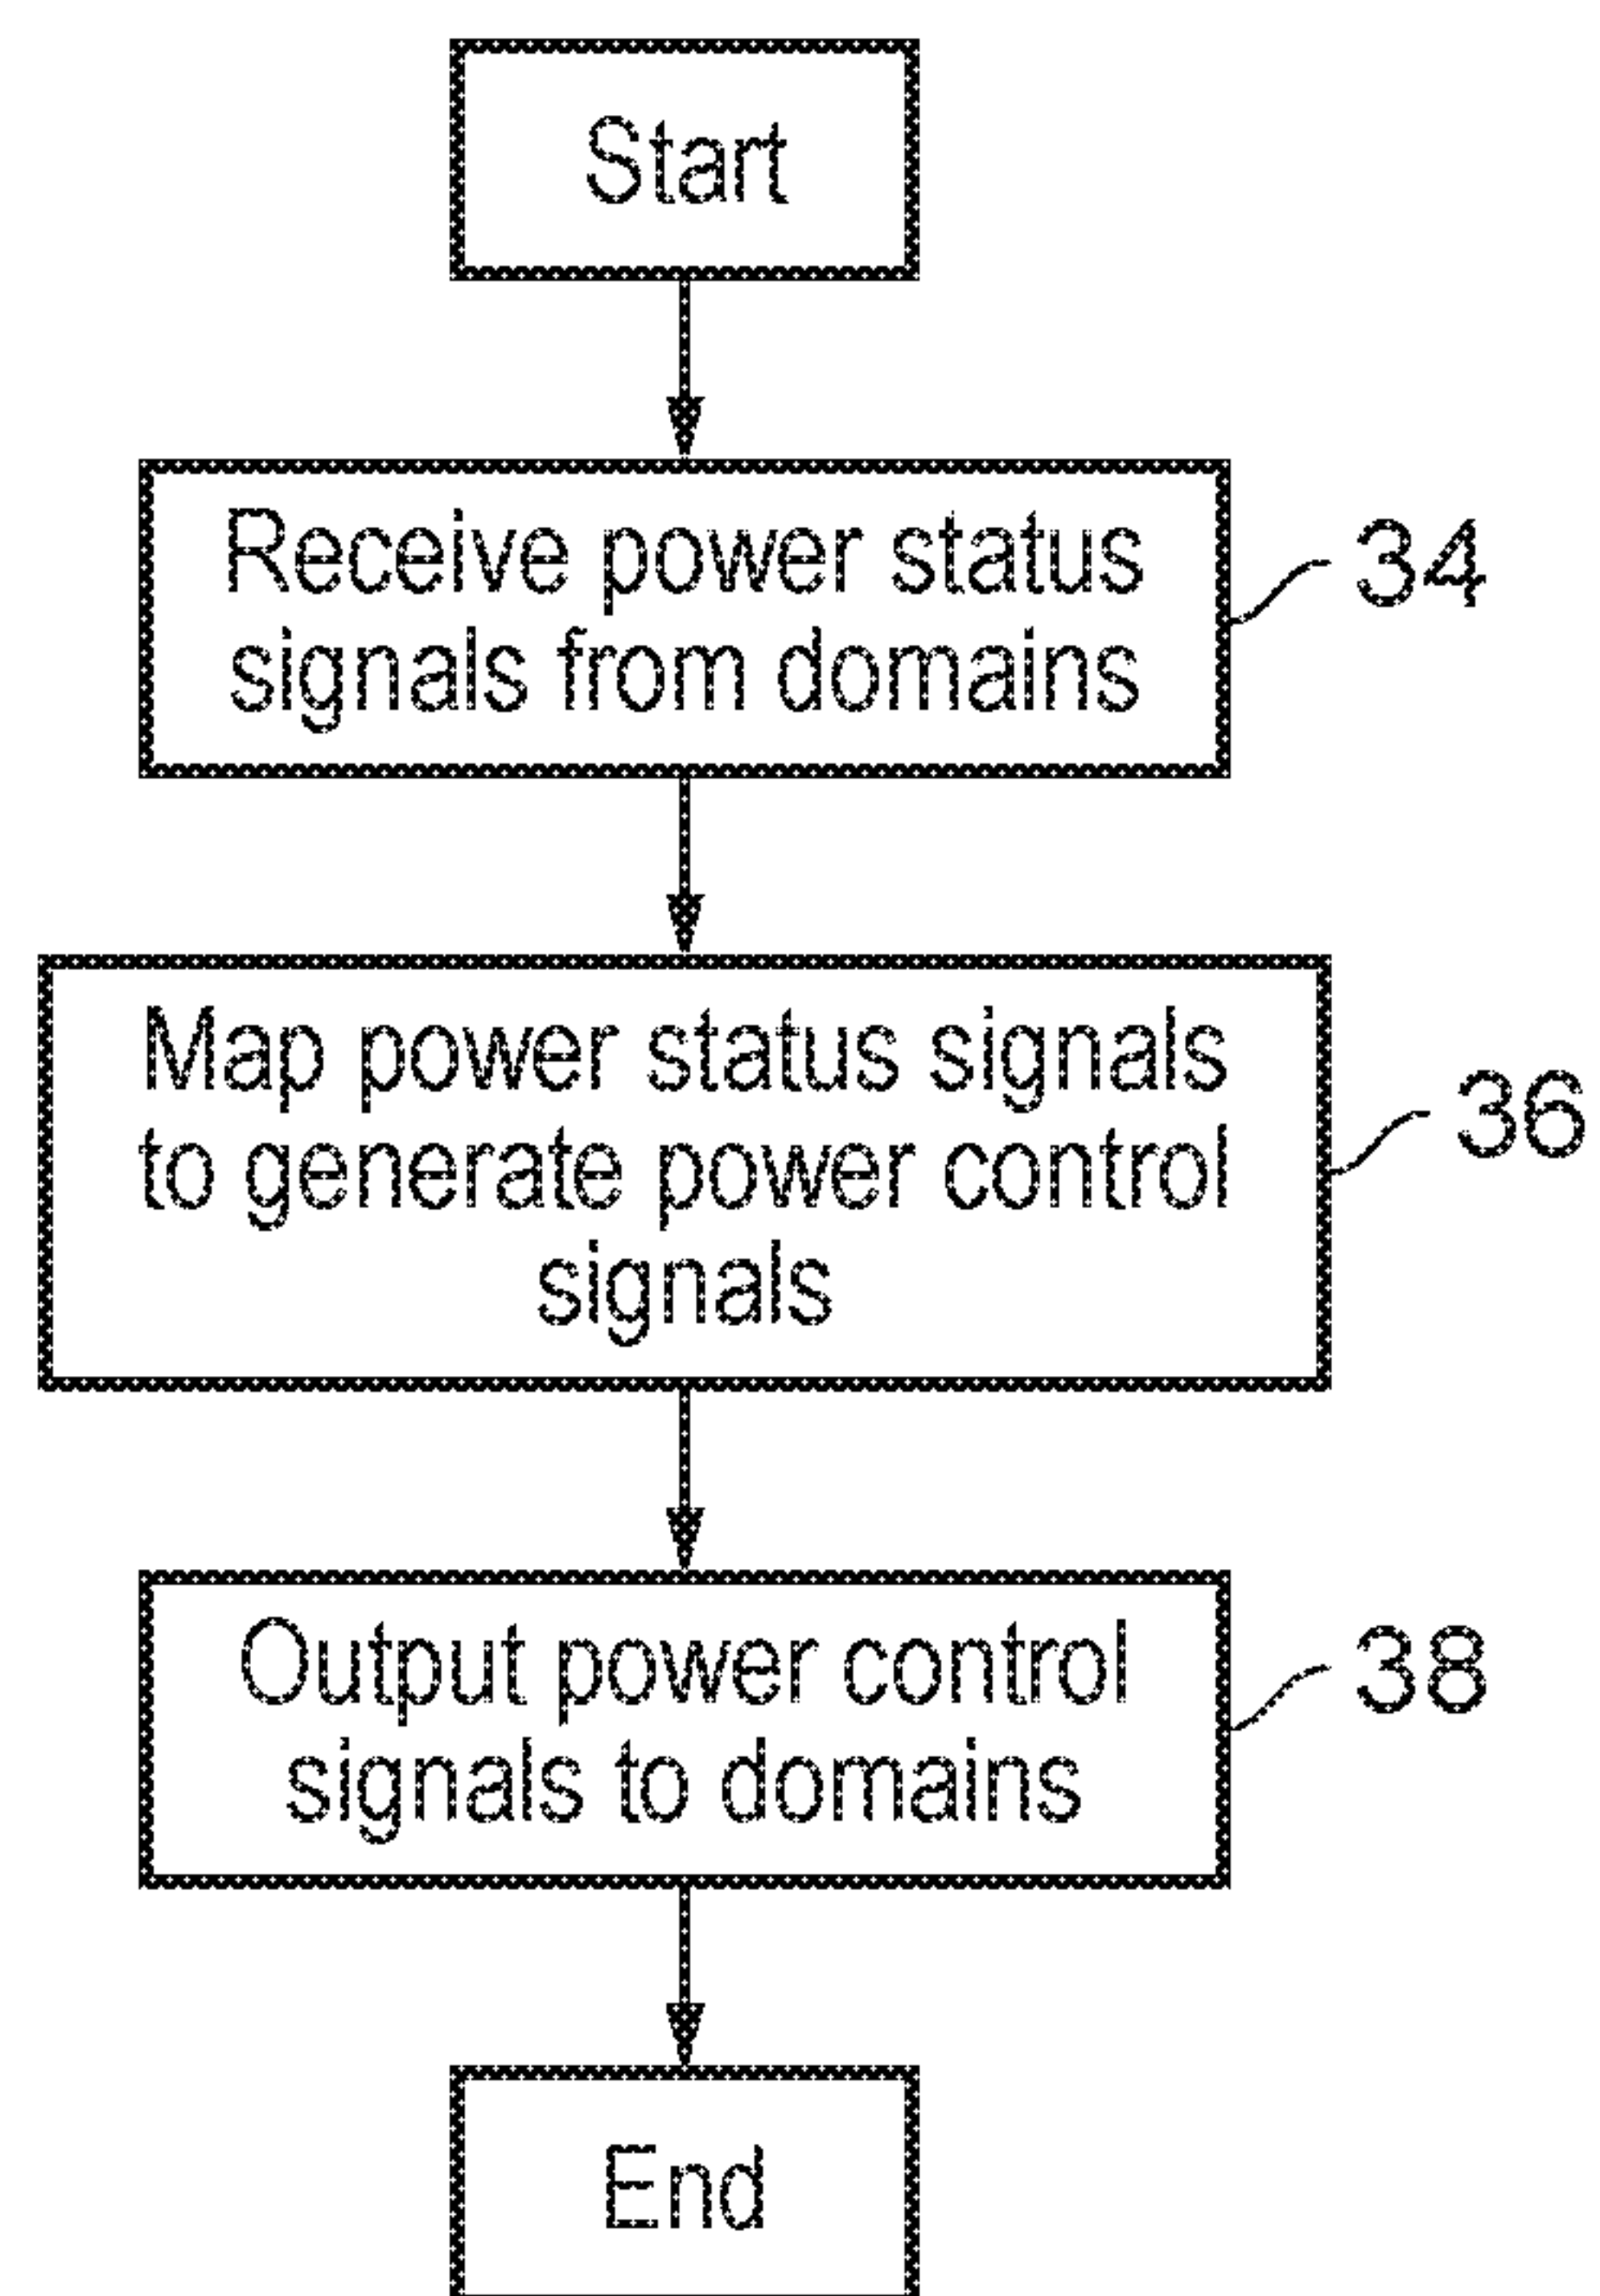 Start
Receive power status
signals from domains
34
Map power status signals
to generate power control
signals
36
Output power control
signals to domains
38
End